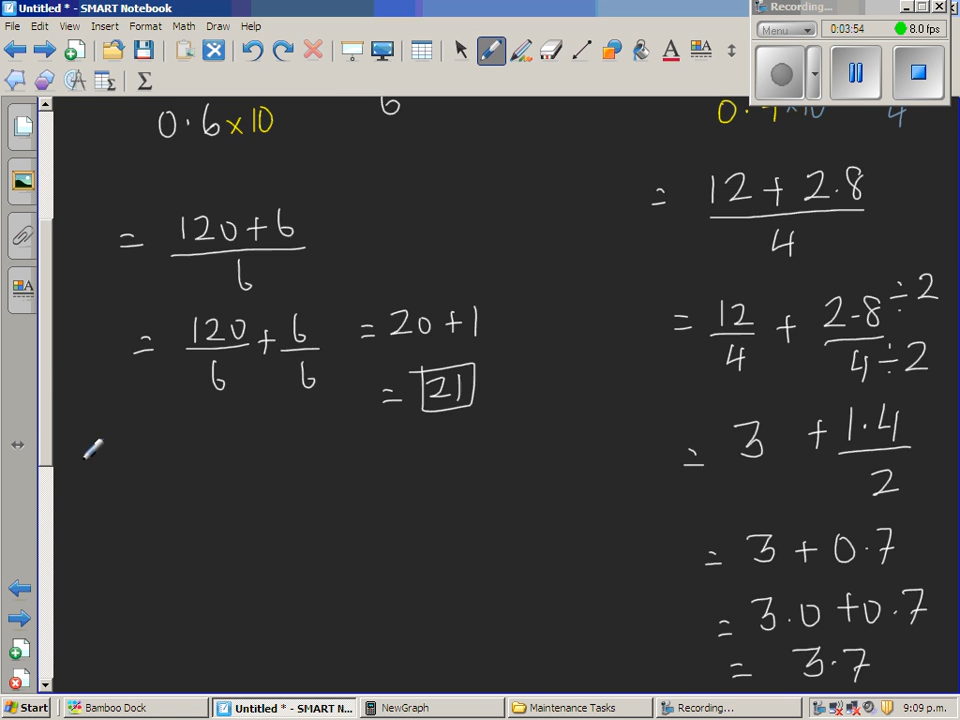 Untitled * - SMART Notebook
Recording...
File Edit View Insert Format Tools Draw Help
Menu 0:03:54 8.0 fps
0.6 × 10
6
0. ×10
4
= 120+6
6
= 120/6 + 6/6 = 20 + 1
= 21
= 12 + 2.8
4
= 12/4 + 2.8÷2/4÷2
= 3 + 1.4/2
= 3 + 0.7
= 3.0 + 0.7
= 3.7
Start Bamboo Dock Untitled * - SMART N... NewGraph Maintenance Tasks Recording... 9:09 p.m.